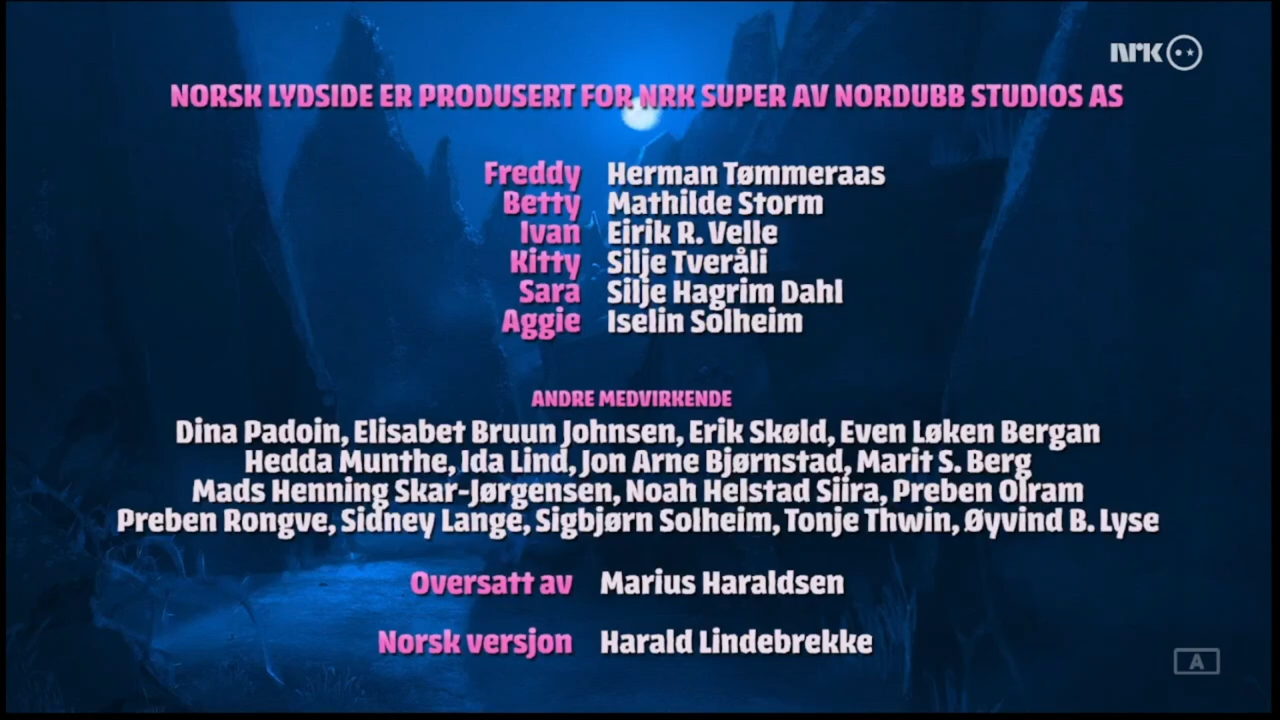 nrk
NORSK LYDSIDE ER PRODUSERT FOR NRK SUPER AV NORDUBB STUDIOS AS
Freddy Herman Tømmeraas
Betty Mathilde Storm
Ivan Eirik R. Velle
Kitty Silje Tveråli
Sara Silje Hagrim Dahl
Aggie Iselin Solheim
ANDRE MEDVIRKENDE
Dina Padoin, Elisabet Bruun Johnsen, Erik Skøld, Even Løken Bergan
Hedda Munthe, Ida Lind, Jon Arne Bjørnstad, Marit S. Berg
Mads Henning Skar-Jørgensen, Noah Helstad Siira, Preben Olram
Preben Rongve, Sidney Lange, Sigbjørn Solheim, Tonje Thwin, Øyvind B. Lyse
Oversatt av Marius Haraldsen
Norsk versjon Harald Lindebrekke
A